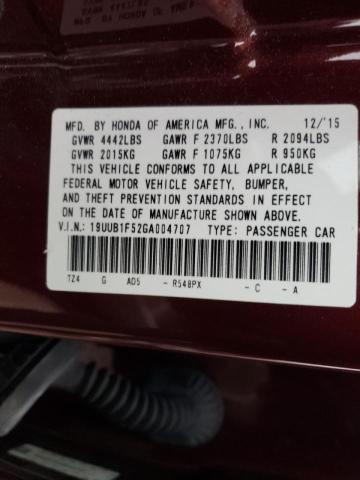 MFD. BY HONDA OF AMERICA MFG., INC. 12/'15
GVWR 4442LBS GAWR F 2370LBS R 2094LBS
GVWR 2015KG GAWR F 1075KG R 950KG
THIS VEHICLE CONFORMS TO ALL APPLICABLE
FEDERAL MOTOR VEHICLE SAFETY, BUMPER,
AND THEFT PREVENTION STANDARDS IN EFFECT
ON THE DATE OF MANUFACTURE SHOWN ABOVE.
V.I.N.: 19UUB1F52GA004707 TYPE: PASSENGER CAR
TZ4 G AD5 - R548PX - C - A